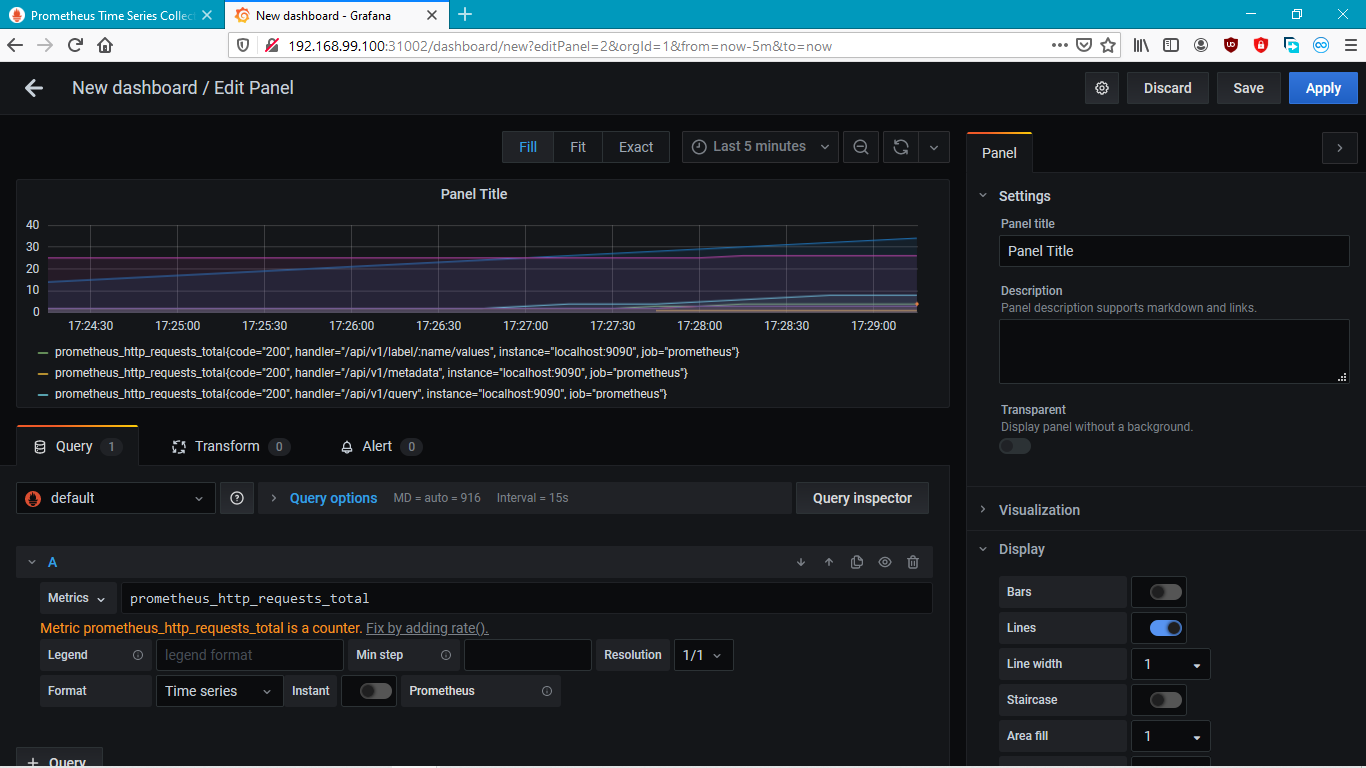 Prometheus Time Series Collec
New dashboard - Grafana
192.168.99.100:31002/dashboard/new?editPanel=2&orgId=1&from=now-5m&to=now
New dashboard / Edit Panel
Discard
Save
Apply
Fill
Fit
Exact
Last 5 minutes
Panel
Panel Title
40
30
20
10
0
17:24:30
17:25:00
17:25:30
17:26:00
17:26:30
17:27:00
17:27:30
17:28:00
17:28:30
17:29:00
prometheus_http_requests_total{code="200", handler="/api/v1/label/:name/values", instance="localhost:9090", job="prometheus"}
prometheus_http_requests_total{code="200", handler="/api/v1/metadata", instance="localhost:9090", job="prometheus"}
prometheus_http_requests_total{code="200", handler="/api/v1/query", instance="localhost:9090", job="prometheus"}
Settings
Panel title
Panel Title
Description
Panel description supports markdown and links.
Transparent
Display panel without a background.
Query 1
Transform 0
Alert 0
default
Query options
MD = auto = 916
Interval = 15s
Query inspector
Visualization
Display
A
Metrics
prometheus_http_requests_total
Metric prometheus_http_requests_total is a counter. Fix by adding rate().
Legend
legend format
Min step
Resolution
1/1
Format
Time series
Instant
Prometheus
+ Query
Bars
Lines
Line width
1
Staircase
Area fill
1